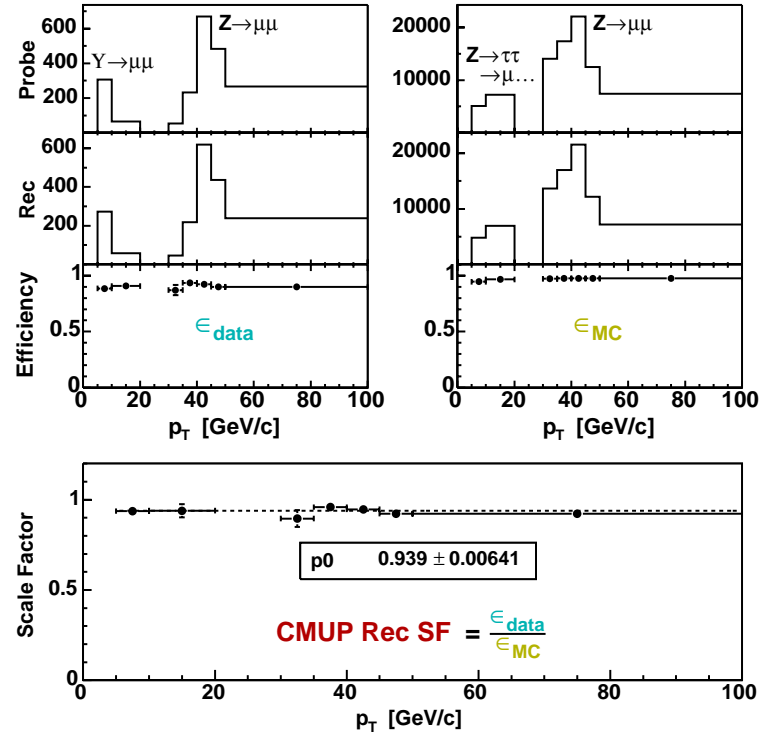 Probe
600
400
200
Υ→μμ
Z→μμ
20000
10000
Z→ττ
→μ...
Z→μμ
Rec
600
400
200
20000
10000
Efficiency
1
0.5
0
∈data
1
0.5
0
∈MC
0 20 40 60 80 100
pT [GeV/c]
0 20 40 60 80 100
pT [GeV/c]
Scale Factor
1
0.5
0
p0 0.939 ± 0.00641
CMUP Rec SF = ∈data
∈MC
0 20 40 60 80 100
pT [GeV/c]